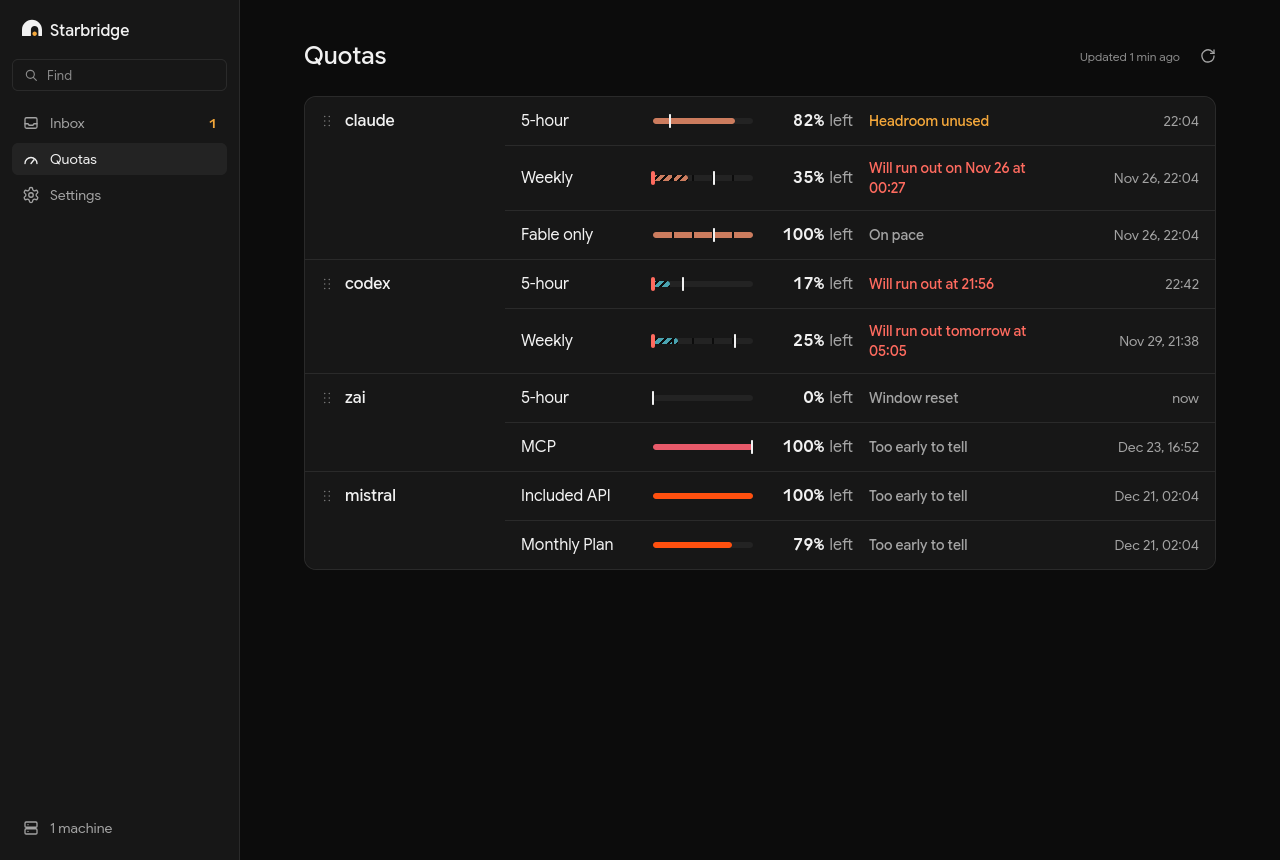 Starbridge
Find
Inbox 1
Quotas
Settings
1 machine
Quotas
Updated 1 min ago
claude 5-hour 82% left Headroom unused 22:04
Weekly 35% left Will run out on Nov 26 at 00:27 Nov 26, 22:04
Fable only 100% left On pace Nov 26, 22:04
codex 5-hour 17% left Will run out at 21:56 22:42
Weekly 25% left Will run out tomorrow at 05:05 Nov 29, 21:38
zai 5-hour 0% left Window reset now
MCP 100% left Too early to tell Dec 23, 16:52
mistral Included API 100% left Too early to tell Dec 21, 02:04
Monthly Plan 79% left Too early to tell Dec 21, 02:04